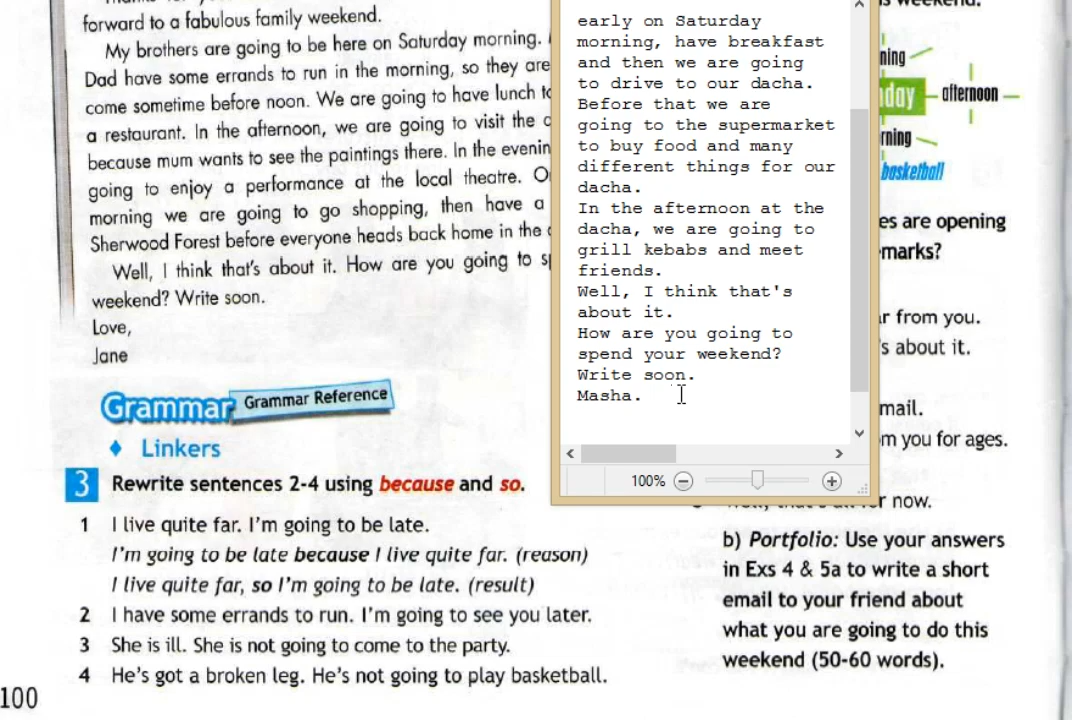 forward to a fabulous family weekend.
My brothers are going to be here on Saturday morning.
Dad have some errands to run in the morning, so they are
come sometime before noon. We are going to have lunch
a restaurant. In the afternoon, we are going to visit the
because mum wants to see the paintings there. In the
going to enjoy a performance at the local theatre.
morning we are going to go shopping, then have a
Sherwood Forest before everyone heads back home in the
Well, I think that's about it. How are you going to
weekend? Write soon.
Love,
Jane
Grammar Grammar Reference
♦ Linkers
3 Rewrite sentences 2-4 using because and so.
1 I live quite far. I'm going to be late.
I'm going to be late because I live quite far. (reason)
I live quite far, so I'm going to be late. (result)
2 I have some errands to run. I'm going to see you later.
3 She is ill. She is not going to come to the party.
4 He's got a broken leg. He's not going to play basketball.
100
early on Saturday
morning, have breakfast
and then we are going
to drive to our dacha.
Before that we are
going to the supermarket
to buy food and many
different things for our
dacha.
In the afternoon at the
dacha, we are going to
grill kebabs and meet
friends.
Well, I think that's
about it.
How are you going to
spend your weekend?
Write soon.
Masha.
100%
afternoon
basketball
es are opening
marks?
r from you.
's about it.
mail.
m you for ages.
r now.
b) Portfolio: Use your answers
in Exs 4 & 5a to write a short
email to your friend about
what you are going to do this
weekend (50-60 words).